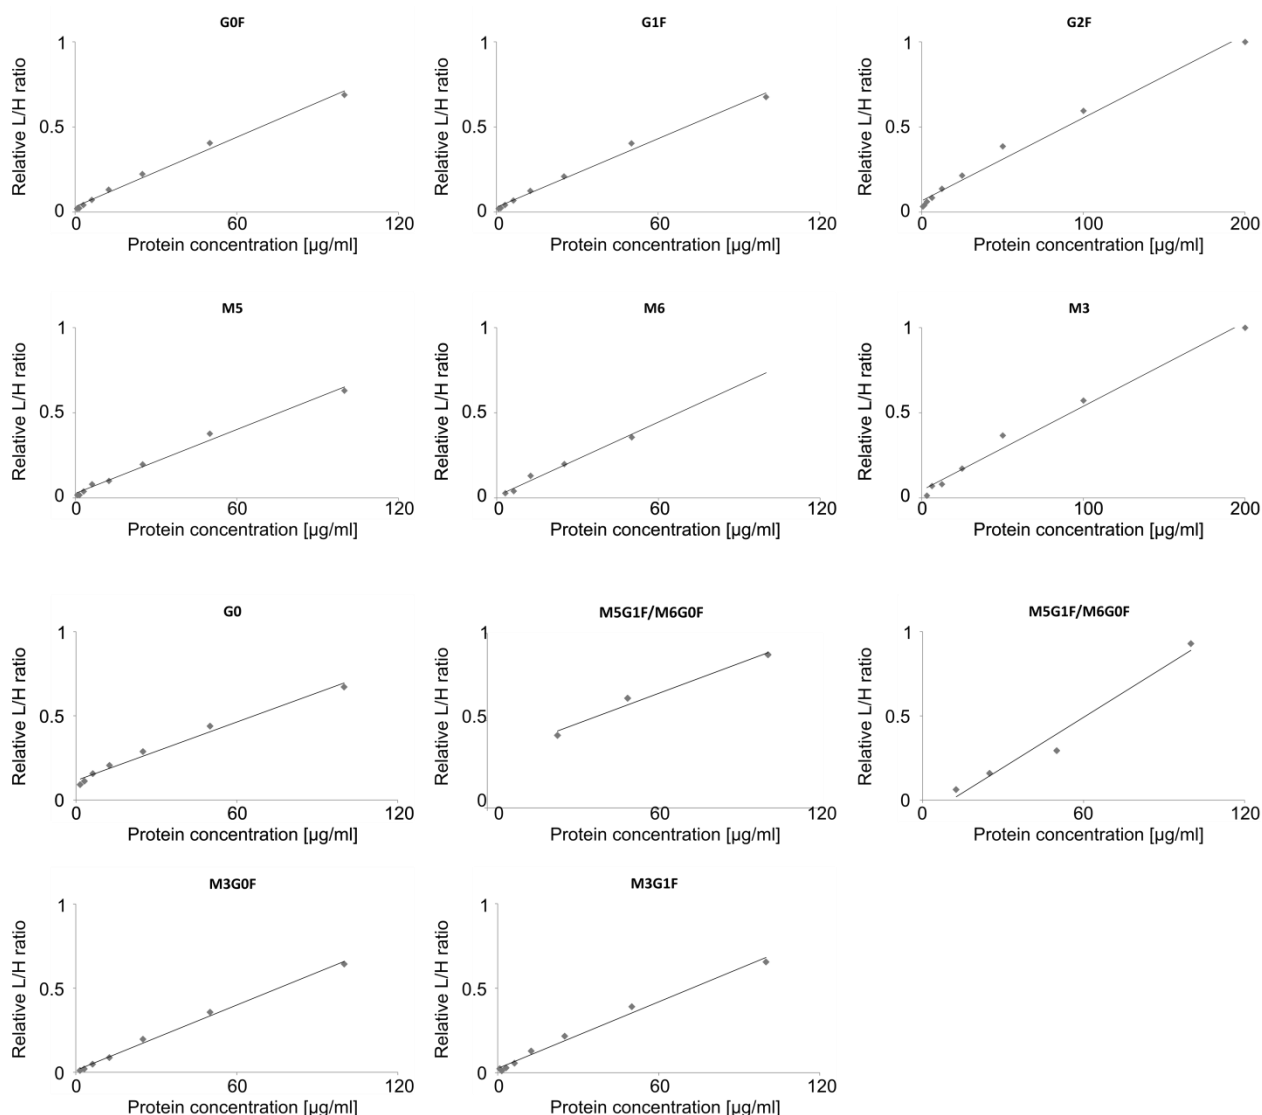 G0F
G1F
G2F
1
0.5
0
0
60
120
Relative L/H ratio
Protein concentration [µg/ml]
1
0.5
0
0
60
120
Relative L/H ratio
Protein concentration [µg/ml]
1
0.5
0
0
100
200
Relative L/H ratio
Protein concentration [µg/ml]
M5
M6
M3
1
0.5
0
0
60
120
Relative L/H ratio
Protein concentration [µg/ml]
1
0.5
0
0
60
120
Relative L/H ratio
Protein concentration [µg/ml]
1
0.5
0
0
100
200
Relative L/H ratio
Protein concentration [µg/ml]
G0
M5G1F/M6G0F
M5G1F/M6G0F
1
0.5
0
0
60
120
Relative L/H ratio
Protein concentration [µg/ml]
1
0.5
0
0
60
120
Relative L/H ratio
Protein concentration [µg/ml]
1
0.5
0
0
60
120
Relative L/H ratio
Protein concentration [µg/ml]
M3G0F
M3G1F
1
0.5
0
0
60
120
Relative L/H ratio
Protein concentration [µg/ml]
1
0.5
0
0
60
120
Relative L/H ratio
Protein concentration [µg/ml]